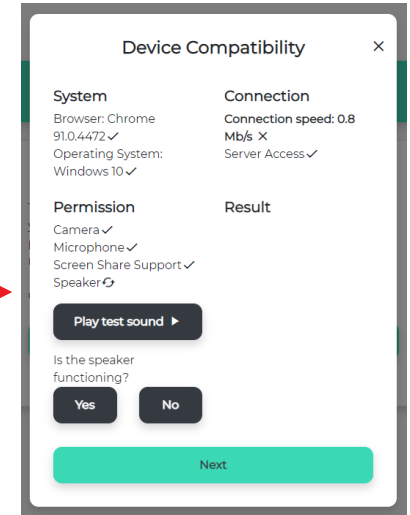 Device Compatibility
System
Browser: Chrome
91.0.4472
Operating System:
Windows 10
Connection
Connection speed: 0.8
Mb/s
Server Access
Permission
Camera
Microphone
Screen Share Support
Speaker
Result
Play test sound
Is the speaker
functioning?
Yes
No
Next